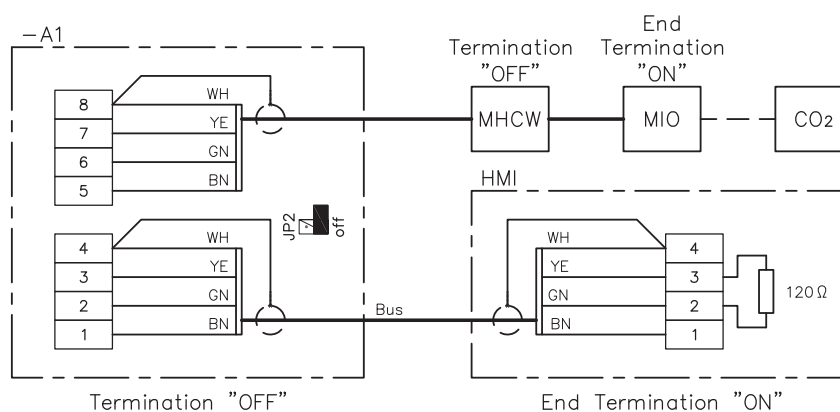 -A1
Termination
"OFF"
End
Termination
"ON"
8
7
6
5
WH
YE
GN
BN
MHCW
MIO
CO2
HMI
JP2
off
4
3
2
1
WH
YE
GN
BN
Bus
WH
YE
GN
BN
4
3
2
1
120Ω
Termination "OFF"
End Termination "ON"